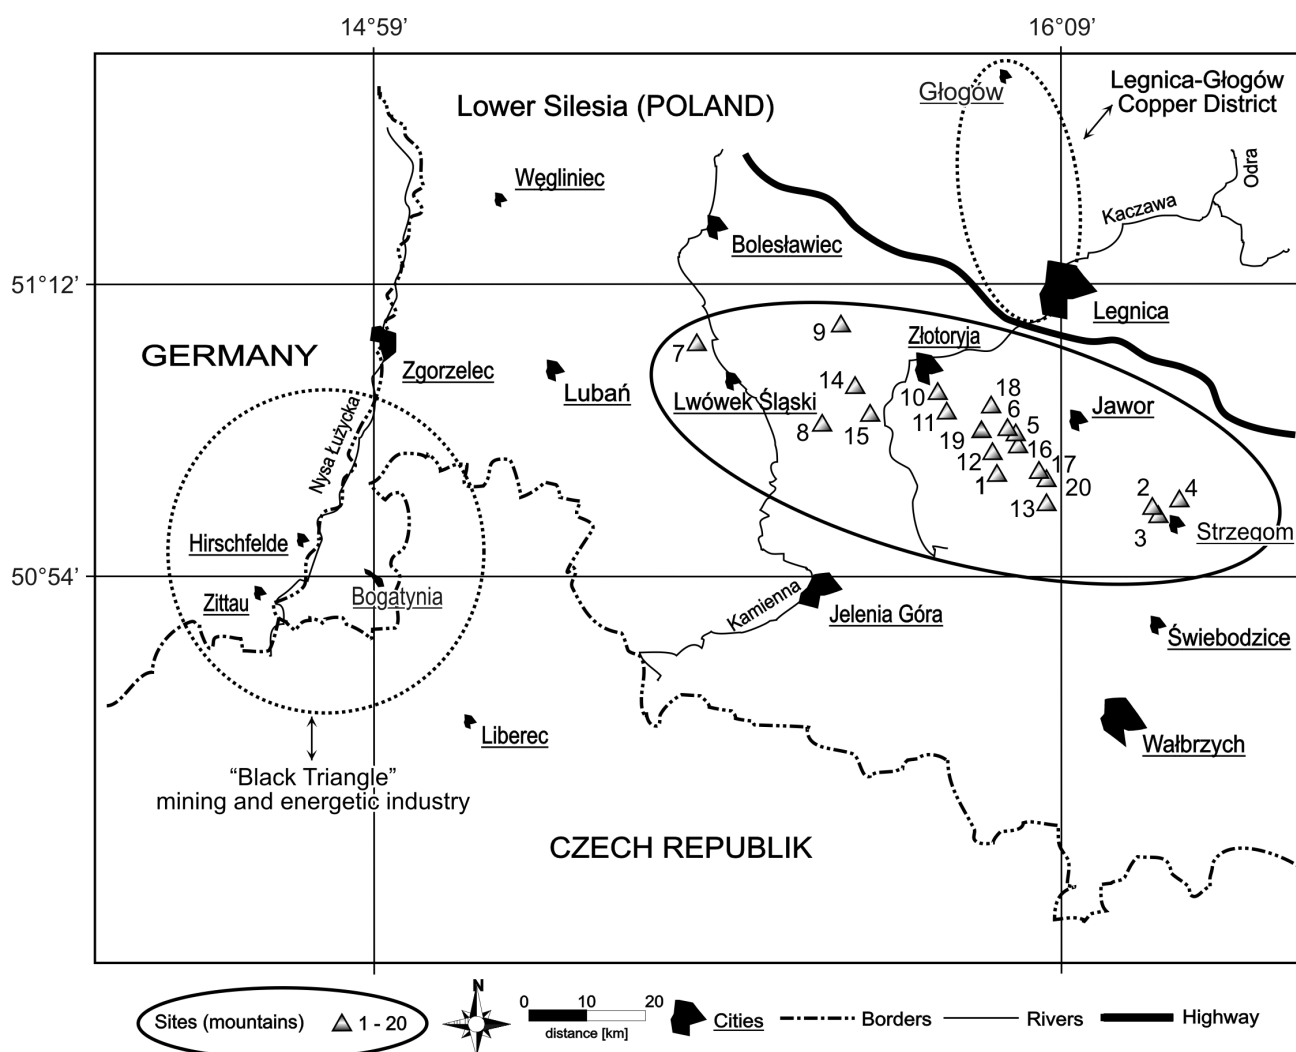 14°59’
16°09’
Głogów
Legnica-Głogów
Copper District
Lower Silesia (POLAND)
Odra
Węgliniec
Kaczawa
Bolesławiec
51°12’
Legnica
9
Złotoryja
GERMANY
7
Zgorzelec
Lubań
14
Lwówek Śląski
10
18
6
Jawor
8
15
11
5
19
16
Nysa Łużycka
12
17
1
20
2
4
13
3
Strzegom
Hirschfelde
50°54’
Zittau
Bogatynia
Kamienna
Jelenia Góra
Świebodzice
Liberec
Wałbrzych
“Black Triangle”
mining and energetic industry
CZECH REPUBLIK
N
0 10 20
distance [km]
Sites (mountains) 1 - 20
Cities
Borders
Rivers
Highway